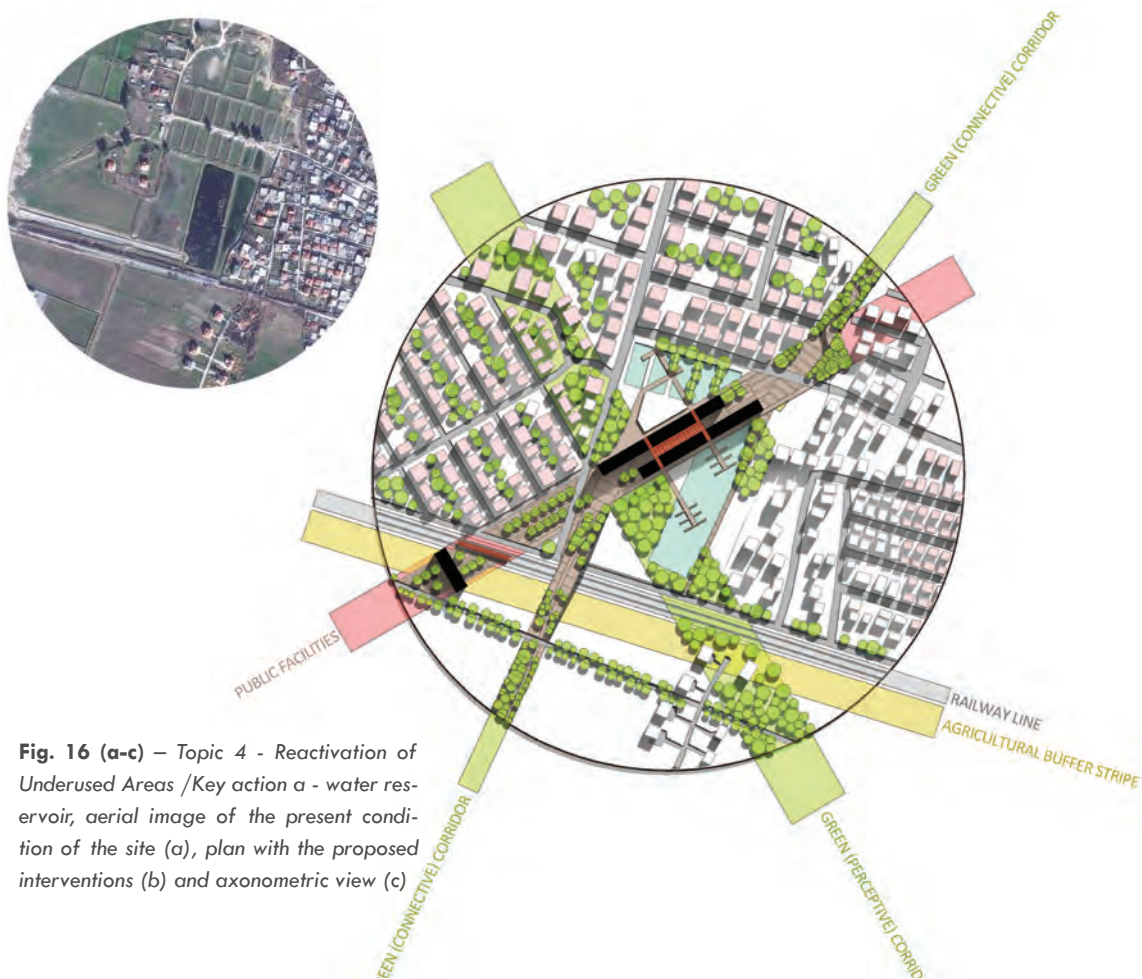 GREEN (CONNECTIVE) CORRIDOR
PUBLIC FACILITIES
RAILWAY LINE
AGRICULTURAL BUFFER STRIPE
Fig. 16 (a-c) – Topic 4 - Reactivation of
Underused Areas /Key action a - water res-
ervoir, aerial image of the present condi-
tion of the site (a), plan with the proposed
interventions (b) and axonometric view (c)
(CONNECTIVE) CORRIDOR
GREEN (PERCEPTIVE)